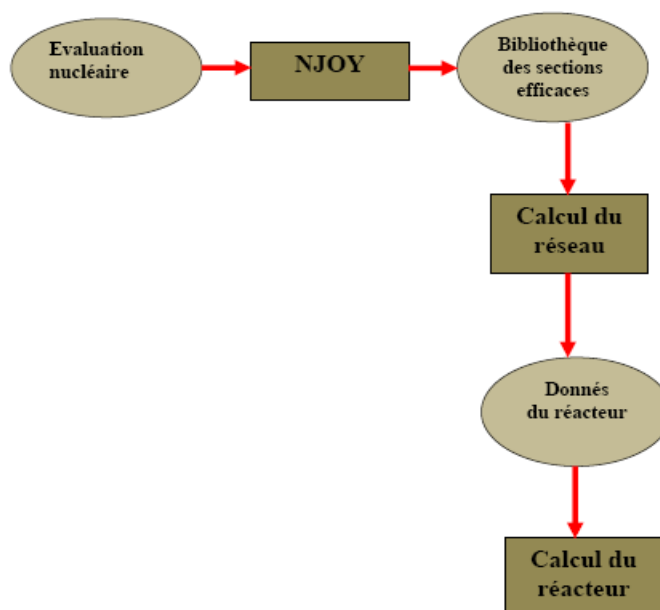 Evaluation
nucléaire
NJOY
Bibliothèque
des sections
efficaces
Calcul du
réseau
Donnés
du réacteur
Calcul du
réacteur